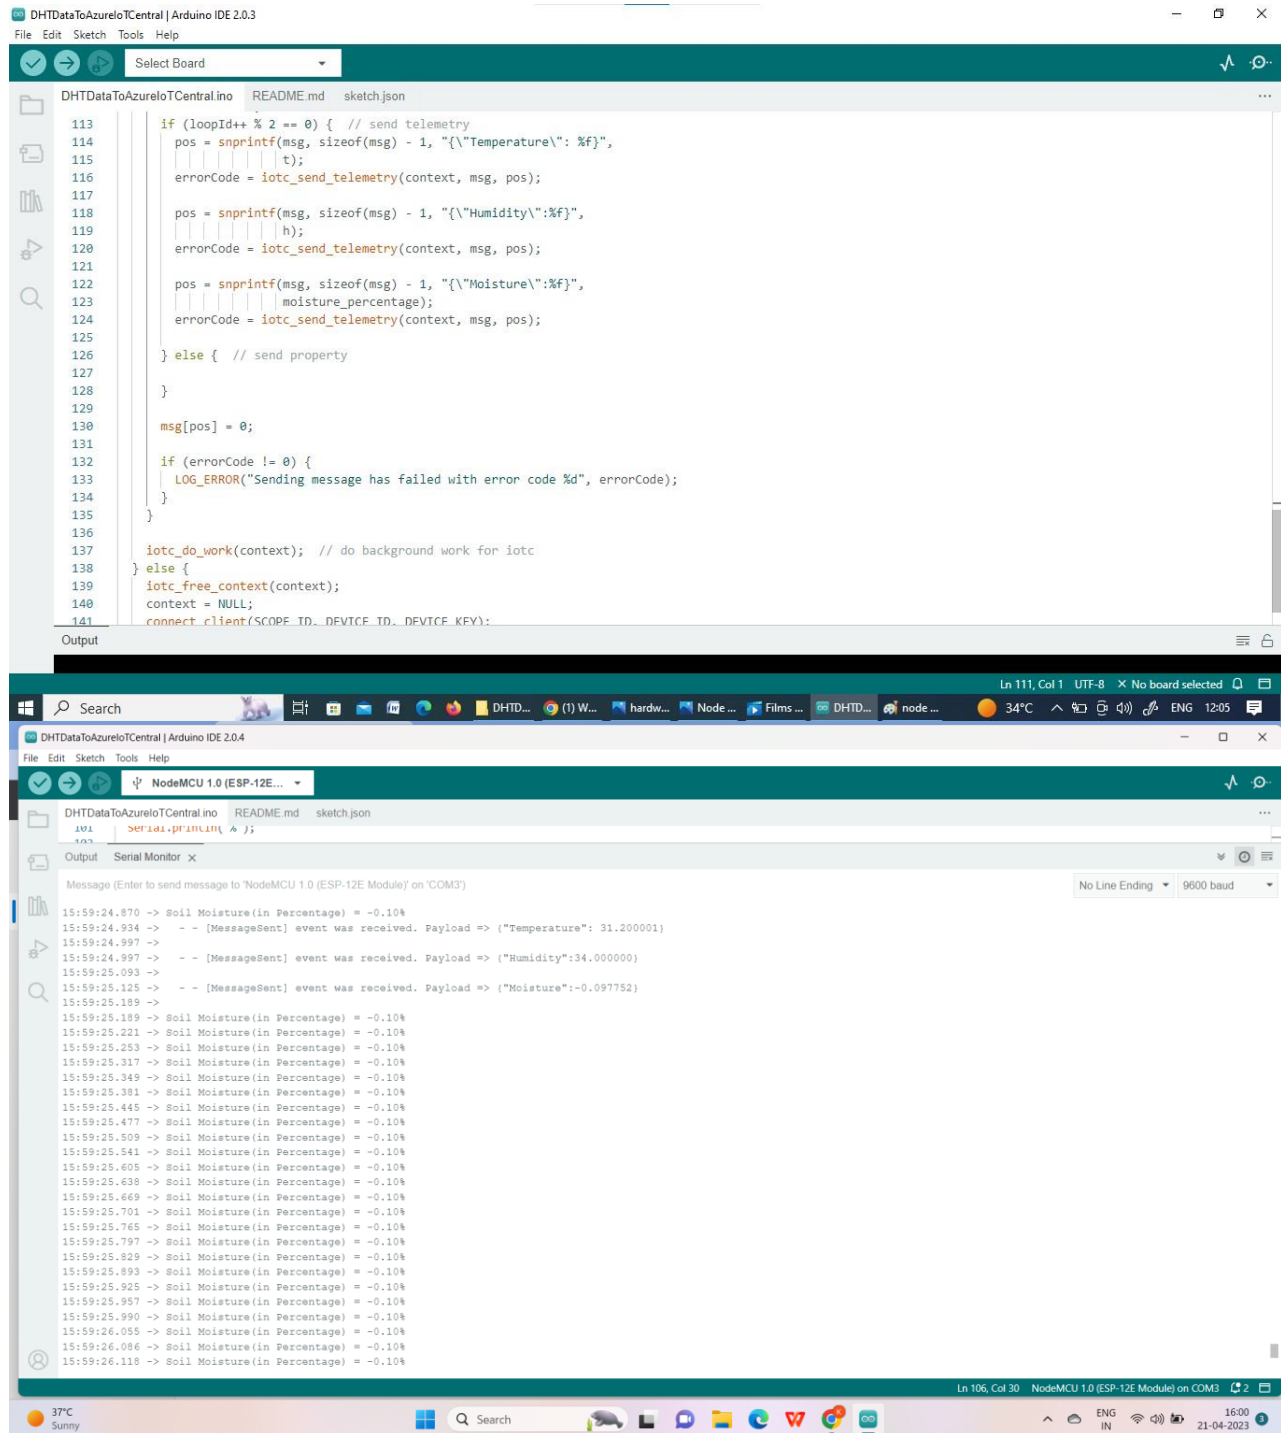 DHTDataToAzureIoTCentral | Arduino IDE 2.0.3
File Edit Sketch Tools Help
Select Board
DHTDataToAzureIoTCentral.ino README.md sketch.json
113 if (loopId++ % 2 == 0) { // send telemetry
114 pos = snprintf(msg, sizeof(msg) - 1, "{\"Temperature\": %f}",
115 t);
116 errorCode = iotc_send_telemetry(context, msg, pos);
117
118 pos = snprintf(msg, sizeof(msg) - 1, "{\"Humidity\":%f}",
119 h);
120 errorCode = iotc_send_telemetry(context, msg, pos);
121
122 pos = snprintf(msg, sizeof(msg) - 1, "{\"Moisture\":%f}",
123 moisture_percentage);
124 errorCode = iotc_send_telemetry(context, msg, pos);
125
126 } else { // send property
127
128 }
129
130 msg[pos] = 0;
131
132 if (errorCode != 0) {
133 LOG_ERROR("Sending message has failed with error code %d", errorCode);
134 }
135 }
136
137 iotc_do_work(context); // do background work for iotc
138 } else {
139 iotc_free_context(context);
140 context = NULL;
141 connect_client(SCOPE_ID, DEVICE_ID, DEVICE_KEY);
Output
Ln 111, Col 1 UTF-8 × No board selected
Search DHTD... (1) W... hardw... Node ... Films ... DHTD... node ... 34°C ENG 12:05
DHTDataToAzureIoTCentral | Arduino IDE 2.0.4
File Edit Sketch Tools Help
NodeMCU 1.0 (ESP-12E...
DHTDataToAzureIoTCentral.ino README.md sketch.json
101 Serial.println("%");
102
Output Serial Monitor ×
Message (Enter to send message to 'NodeMCU 1.0 (ESP-12E Module)' on 'COM3') No Line Ending 9600 baud
15:59:24.870 -> Soil Moisture(in Percentage) = -0.10%
15:59:24.934 -> - - [MessageSent] event was received. Payload => {"Temperature": 31.200001}
15:59:24.997 ->
15:59:24.997 -> - - [MessageSent] event was received. Payload => {"Humidity":34.000000}
15:59:25.093 ->
15:59:25.125 -> - - [MessageSent] event was received. Payload => {"Moisture":-0.097752}
15:59:25.189 ->
15:59:25.189 -> Soil Moisture(in Percentage) = -0.10%
15:59:25.221 -> Soil Moisture(in Percentage) = -0.10%
15:59:25.253 -> Soil Moisture(in Percentage) = -0.10%
15:59:25.317 -> Soil Moisture(in Percentage) = -0.10%
15:59:25.349 -> Soil Moisture(in Percentage) = -0.10%
15:59:25.381 -> Soil Moisture(in Percentage) = -0.10%
15:59:25.445 -> Soil Moisture(in Percentage) = -0.10%
15:59:25.477 -> Soil Moisture(in Percentage) = -0.10%
15:59:25.509 -> Soil Moisture(in Percentage) = -0.10%
15:59:25.541 -> Soil Moisture(in Percentage) = -0.10%
15:59:25.605 -> Soil Moisture(in Percentage) = -0.10%
15:59:25.638 -> Soil Moisture(in Percentage) = -0.10%
15:59:25.669 -> Soil Moisture(in Percentage) = -0.10%
15:59:25.701 -> Soil Moisture(in Percentage) = -0.10%
15:59:25.765 -> Soil Moisture(in Percentage) = -0.10%
15:59:25.797 -> Soil Moisture(in Percentage) = -0.10%
15:59:25.829 -> Soil Moisture(in Percentage) = -0.10%
15:59:25.893 -> Soil Moisture(in Percentage) = -0.10%
15:59:25.925 -> Soil Moisture(in Percentage) = -0.10%
15:59:25.957 -> Soil Moisture(in Percentage) = -0.10%
15:59:25.990 -> Soil Moisture(in Percentage) = -0.10%
15:59:26.055 -> Soil Moisture(in Percentage) = -0.10%
15:59:26.086 -> Soil Moisture(in Percentage) = -0.10%
15:59:26.118 -> Soil Moisture(in Percentage) = -0.10%
Ln 106, Col 30 NodeMCU 1.0 (ESP-12E Module) on COM3 2
37°C
Sunny
Search
ENG
IN
16:00
21-04-2023
3